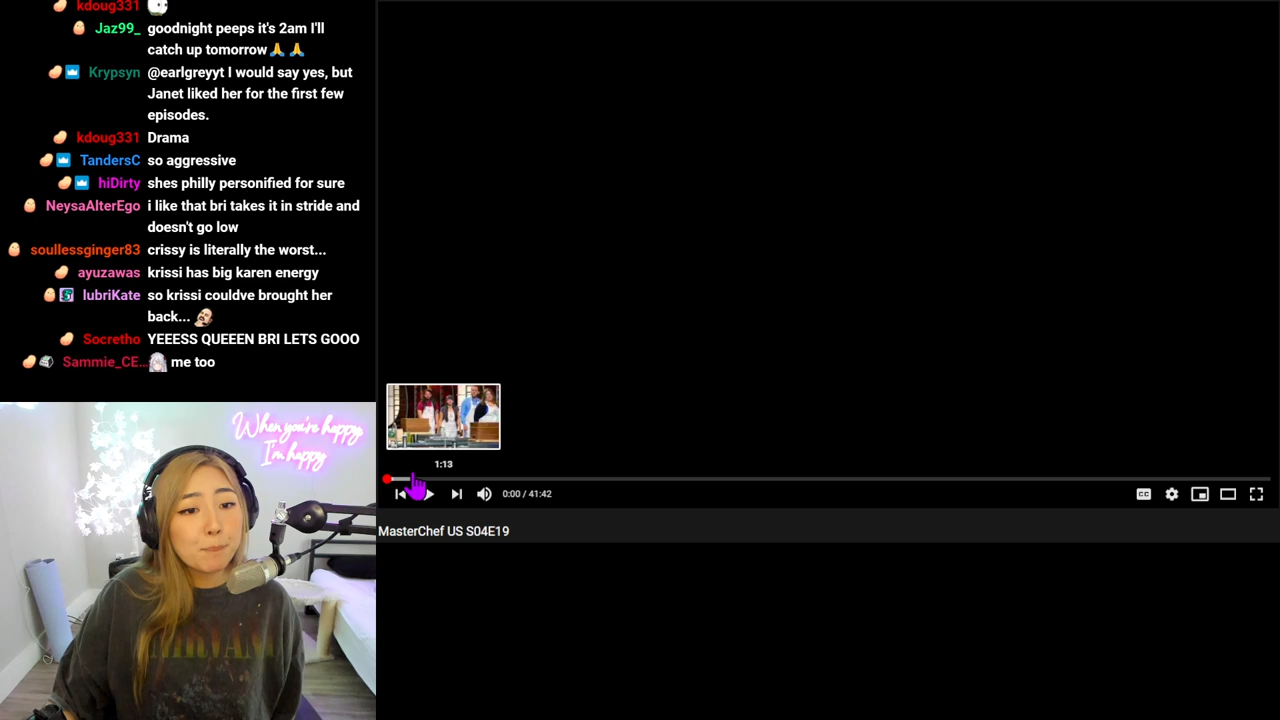 kdoug331
Jaz99_ goodnight peeps it's 2am I'll
catch up tomorrow🙏 🙏
Krypsyn @earlgreyyt I would say yes, but
Janet liked her for the first few
episodes.
kdoug331 Drama
TandersC so aggressive
hiDirty shes philly personified for sure
NeysaAlterEgo i like that bri takes it in stride and
doesn't go low
soullessginger83 crissy is literally the worst...
ayuzawas krissi has big karen energy
lubriKate so krissi couldve brought her
back...
Socretho YEEESS QUEEEN BRI LETS GOOO
Sammie_CE... me too
When you're happy
I'm happy
NIRVANA
1:13
0:00 / 41:42
CC
MasterChef US S04E19